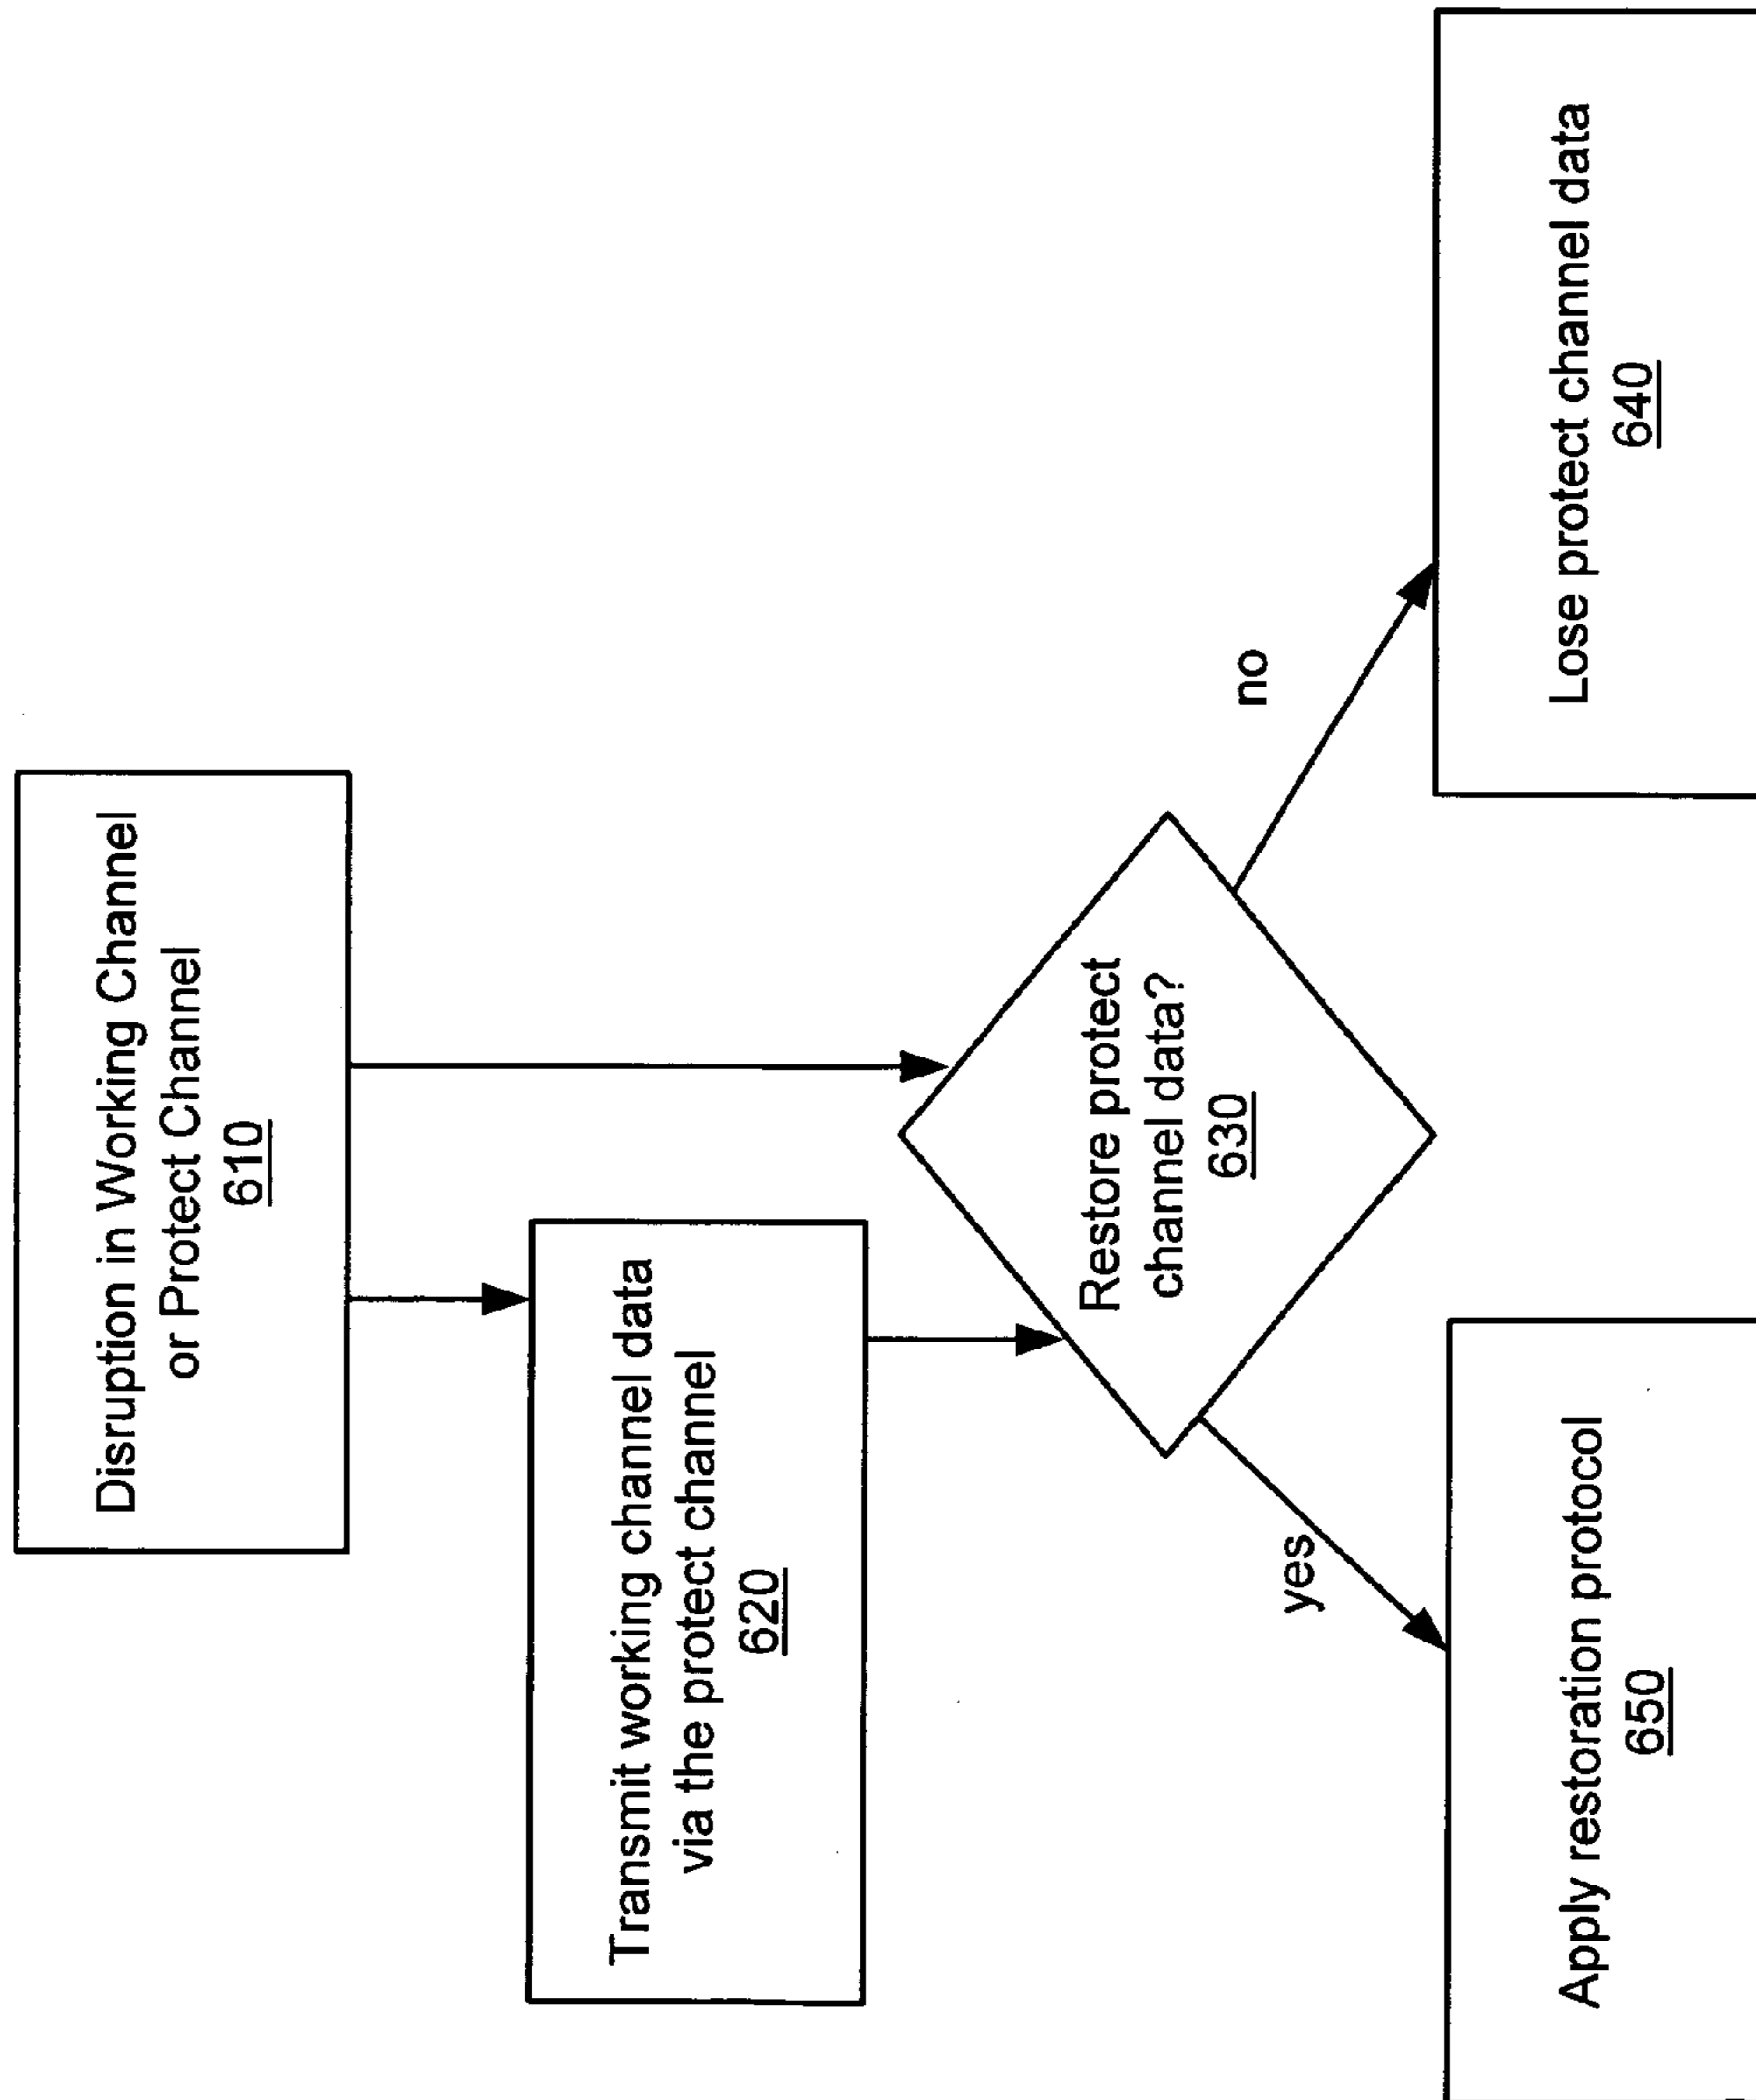 Disruption in Working Channel
or Protect Channel
610
Transmit working channel data
via the protect channel
620
Restore protect
channel data?
630
yes
no
Apply restoration protocol
650
Lose protect channel data
640